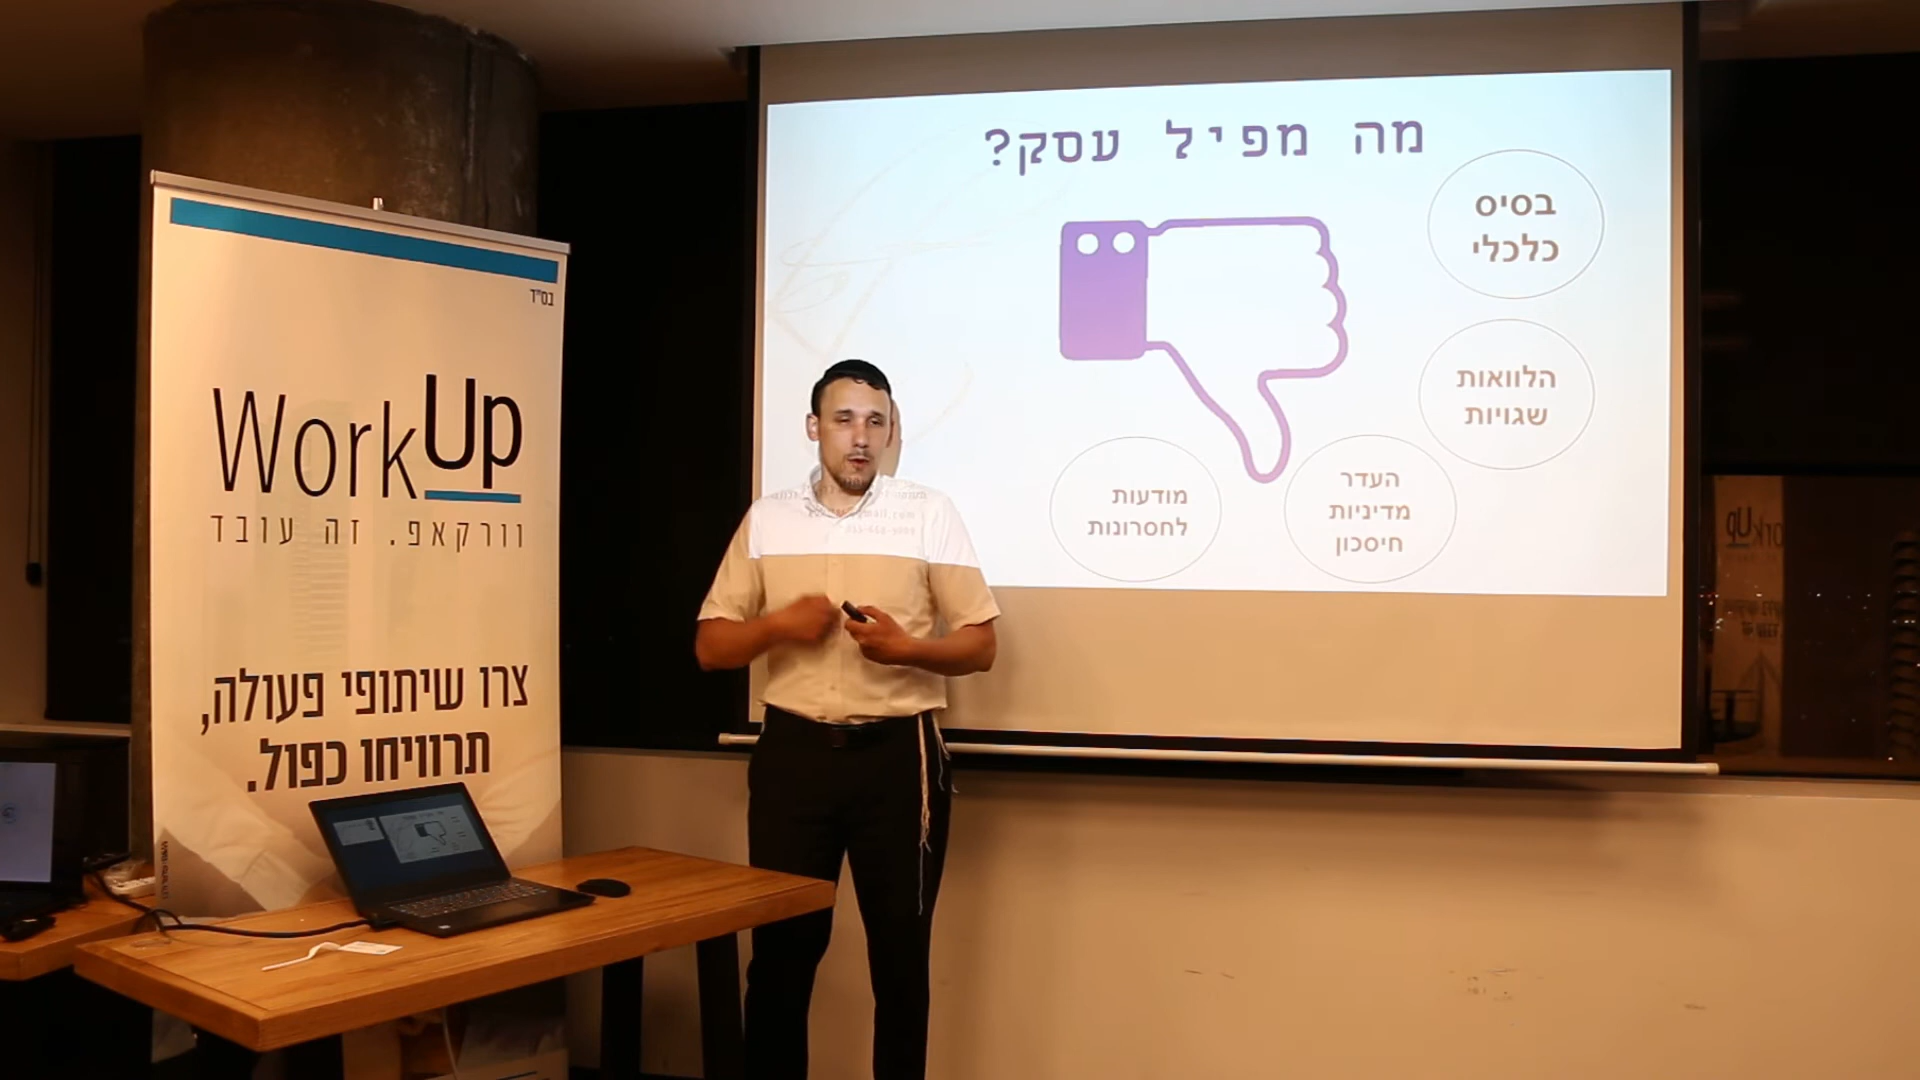 מה מפיל עסק?
בסיס
כלכלי
הלוואות
שגויות
העדר
מדיניות
חיסכון
מודעות
לחסרונות
בס"ד
WorkUp
וורקאפ. זה עובד
צרו שיתופי פעולה,
תרוויחו כפול.